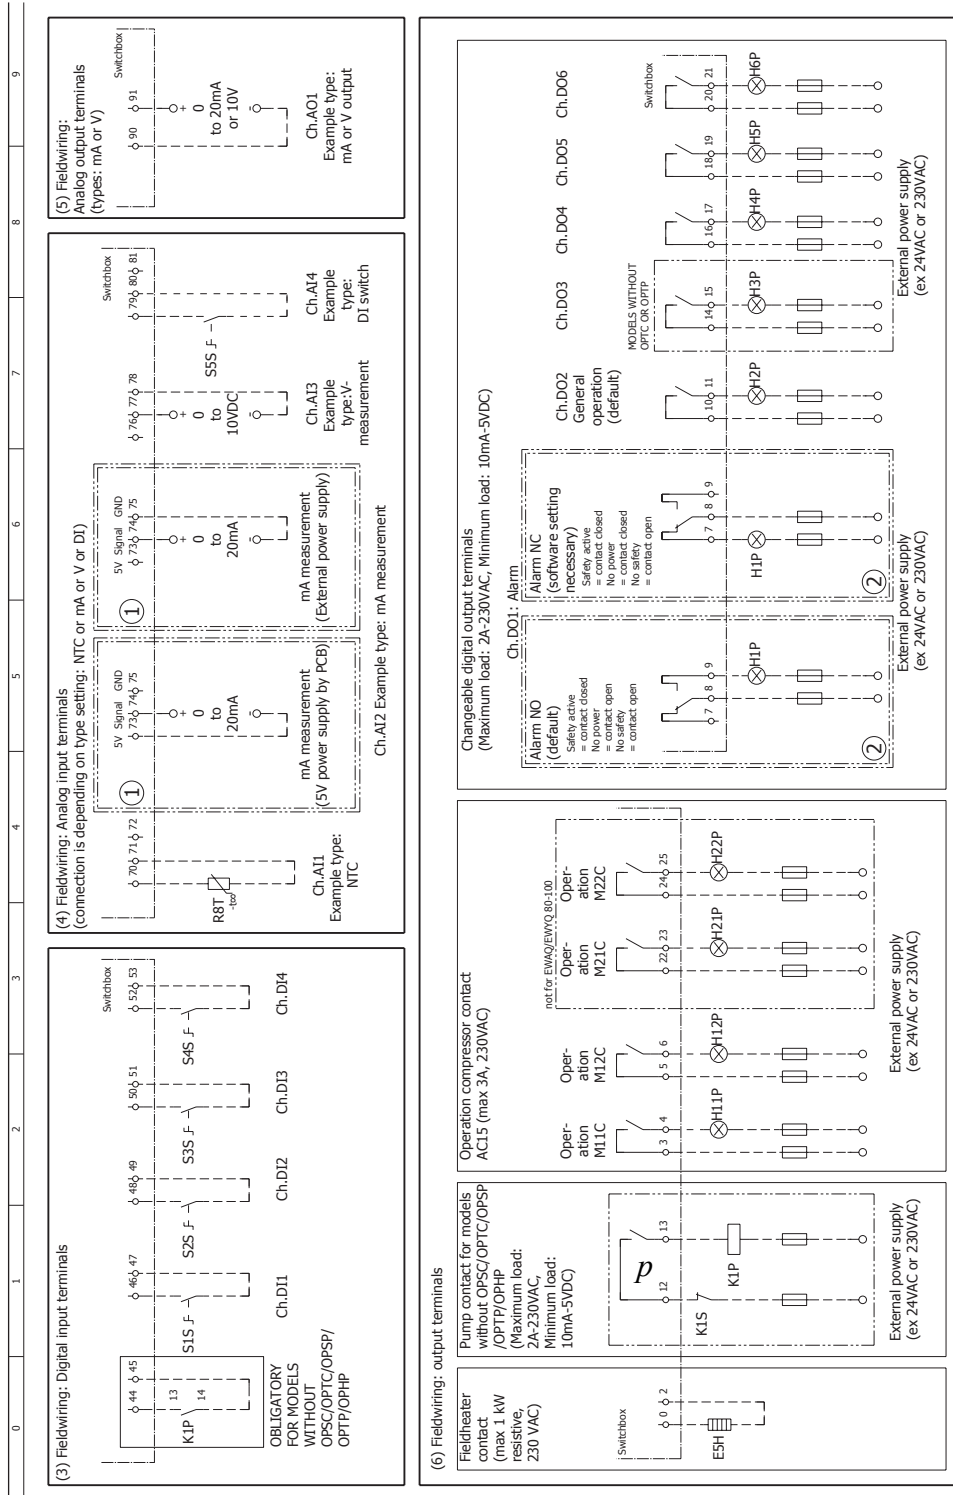 0 1 2 3 4 5 6 7 8 9
(3) Fieldwiring: Digital input terminals
Switchbox
44 45
46 47
48 49
50 51
52 53
13
14
K1P
S1S
S2S
S3S
S4S
OBLIGATORY
FOR MODELS
WITHOUT
OPSC/OPTC/OPSP/
OPTP/OPHP
Ch.DI1
Ch.DI2
Ch.DI3
Ch.DI4
(4) Fieldwiring: Analog input terminals
(connection is depending on type setting: NTC or mA or V or DI)
Switchbox
70 71 72
R8T
Ch.AI1
Example type:
NTC
1
5V Signal GND
73 74 75
+
0
to
20mA
-
mA measurement
(5V power supply by PCB)
1
5V Signal GND
73 74 75
+
0
to
20mA
-
mA measurement
(External power supply)
Ch.AI2 Example type: mA measurement
76 77 78
+
0
to
10VDC
-
Ch.AI3
Example
type:V-
measurement
79 80 81
S5S
Ch.AI4
Example
type:
DI switch
(5) Fieldwiring:
Analog output terminals
(types: mA or V)
Switchbox
90 91
+
0
to 20mA
or 10V
-
Ch.AO1
Example type:
mA or V output
(6) Fieldwiring: output terminals
Fieldheater
contact
(max 1 kW
resistive,
230 VAC)
Switchbox
0 2
E5H
Pump contact for models
without OPSC/OPTC/OPSP
/OPTP/OPHP
(Maximum load:
2A-230VAC,
Minimum load:
10mA-5VDC)
p
12 13
K1S
K1P
External power supply
(ex 24VAC or 230VAC)
Operation compressor contact
AC15 (max 3A, 230VAC)
Oper-
ation
M11C
Oper-
ation
M12C
not for EWAQ/EWYQ 80-100
Oper-
ation
M21C
Oper-
ation
M22C
3 4
5 6
22 23
24 25
H11P
H12P
H21P
H22P
External power supply
(ex 24VAC or 230VAC)
Changeable digital output terminals
(Maximum load: 2A-230VAC, Minimum load: 10mA-5VDC)
Ch.DO1: Alarm
Alarm NO
(default)
Safety active
= contact closed
No power
= contact open
No safety
= contact open
7 8 9
H1P
2
Alarm NC
(software setting
necessary)
Safety active
= contact closed
No power
= contact closed
No safety
= contact open
7 8 9
H1P
2
External power supply
(ex 24VAC or 230VAC)
Ch.DO2
General
operation
(default)
10 11
H2P
MODELS WITHOUT
OPTC OR OPTP
Ch.DO3
14 15
H3P
Ch.DO4
16 17
H4P
Ch.DO5
18 19
H5P
Ch.DO6
Switchbox
20 21
H6P
External power supply
(ex 24VAC or 230VAC)